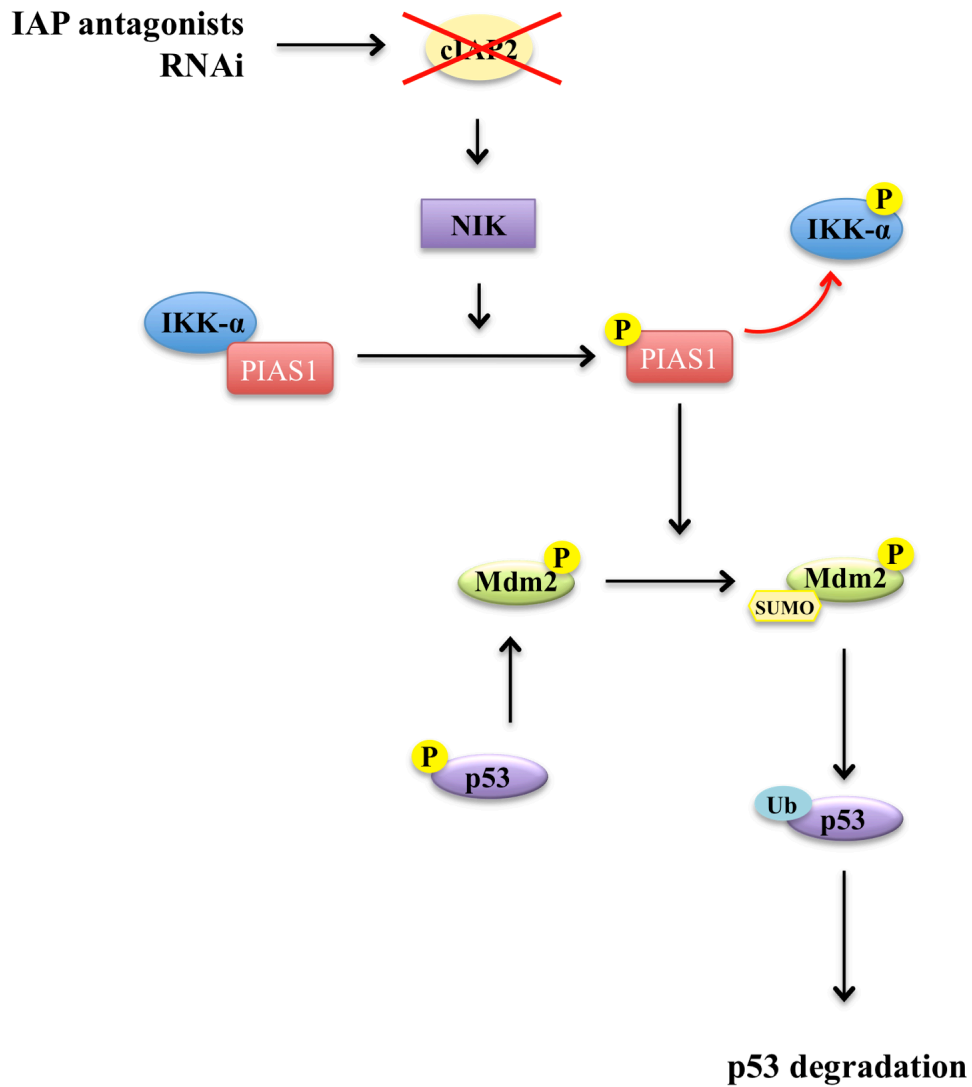 IAP antagonists
RNAi
cIAP2
NIK
P
IKK-α
IKK-α
PIAS1
P
PIAS1
P
Mdm2
P
Mdm2
SUMO
P
p53
Ub
p53
p53 degradation